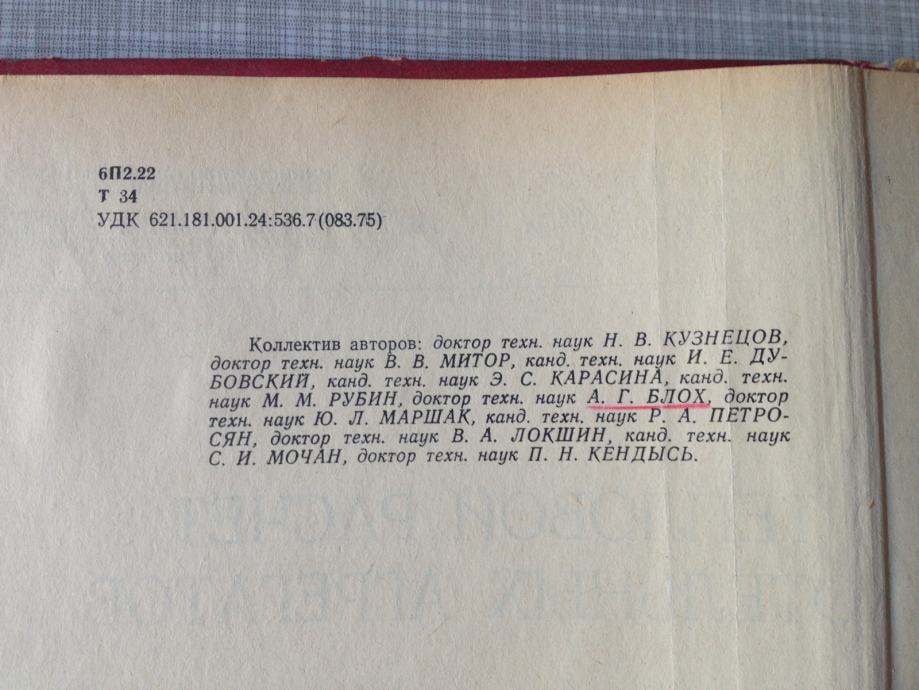 6П2.22
Т 34
УДК 621.181.001.24:536.7(083.75)
Коллектив авторов: доктор техн. наук Н. В. КУЗНЕЦОВ,
доктор техн. наук В. В. МИТОР, канд. техн. наук И. Е. ДУ-
БОВСКИЙ, канд. техн. наук Э. С. КАРАСИНА, канд. техн.
наук М. М. РУБИН, доктор техн. наук А. Г. БЛОХ, доктор
техн. наук Ю. Л. МАРШАК, канд. техн. наук Р. А. ПЕТРО-
СЯН, доктор техн. наук В. А. ЛОКШИН, канд. техн. наук
С. И. МОЧАН, доктор техн. наук П. Н. КЕНДЫСЬ.